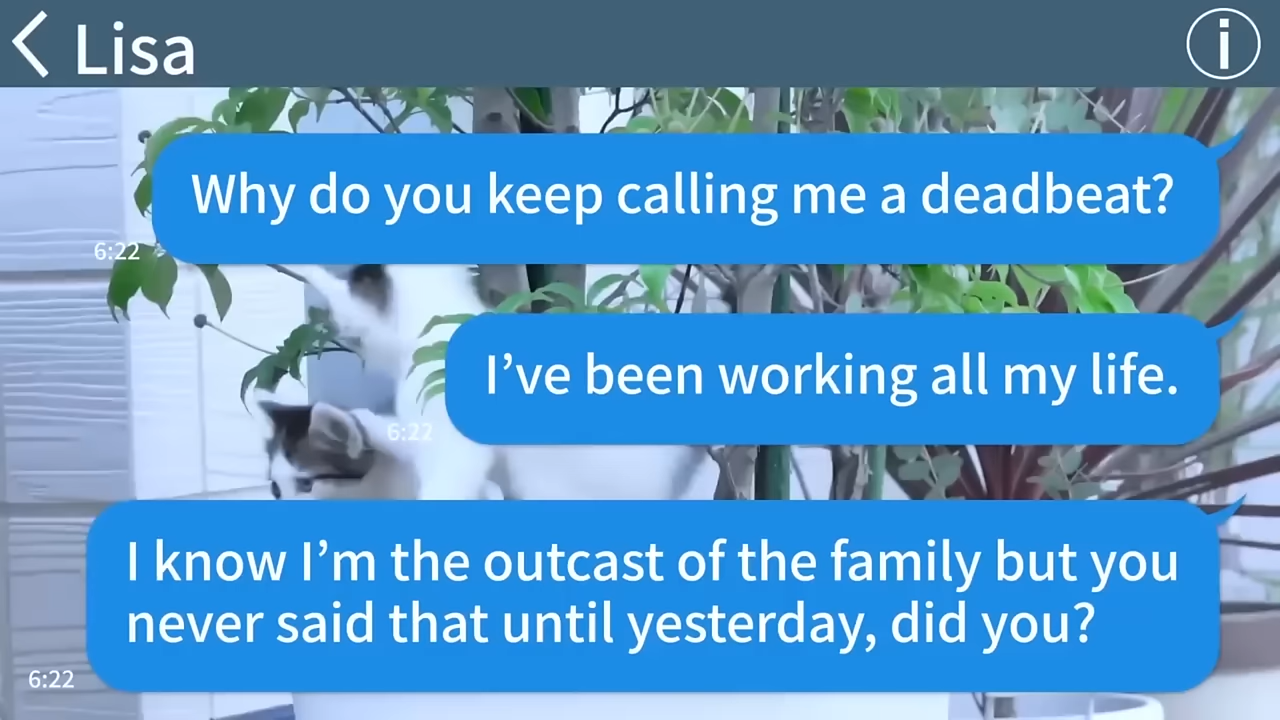 Lisa
Why do you keep calling me a deadbeat?
6:22
I’ve been working all my life.
6:22
I know I’m the outcast of the family but you
never said that until yesterday, did you?
6:22